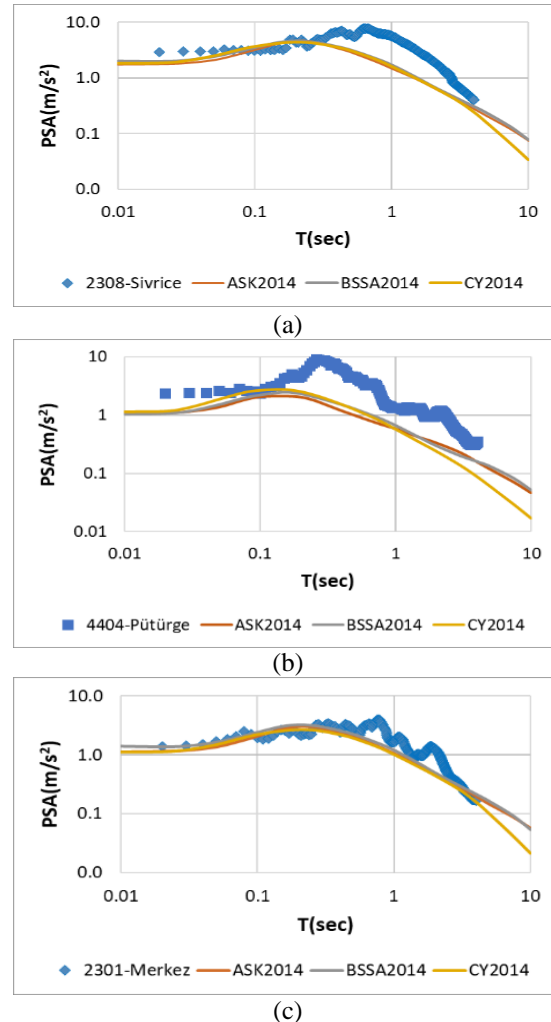 10.0
1.0
0.1
0.0
PSA(m/s²)
0.01 0.1 1 10
T(sec)
2308-Sivrice ASK2014 BSSA2014 CY2014
(a)
10
1
0.1
0.01
PSA(m/s²)
0.01 0.1 1 10
T(sec)
4404-Pütürge ASK2014 BSSA2014 CY2014
(b)
10.0
1.0
0.1
0.0
PSA(m/s²)
0.01 0.1 1 10
T(sec)
2301-Merkez ASK2014 BSSA2014 CY2014
(c)